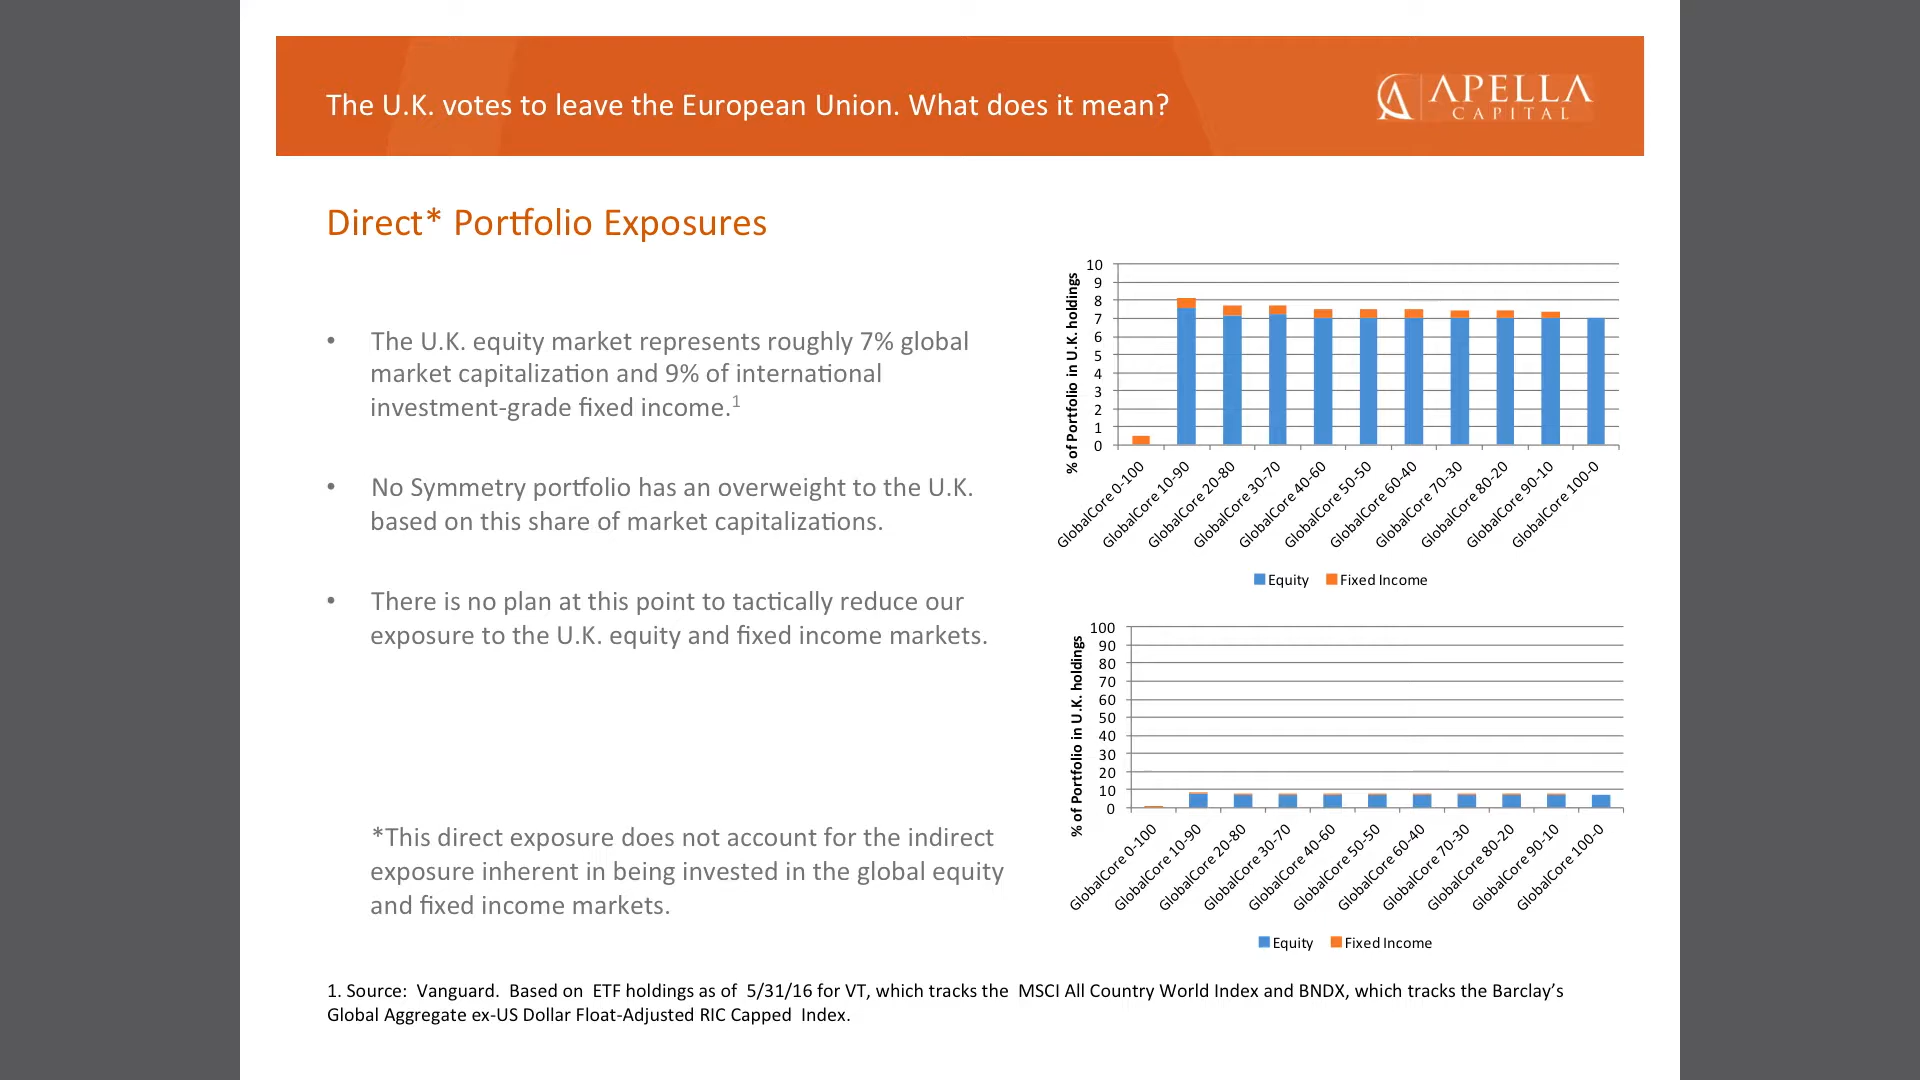 The U.K. votes to leave the European Union. What does it mean?
APELLA
CAPITAL
Direct* Portfolio Exposures
• The U.K. equity market represents roughly 7% global
market capitalization and 9% of international
investment-grade fixed income.1
• No Symmetry portfolio has an overweight to the U.K.
based on this share of market capitalizations.
• There is no plan at this point to tactically reduce our
exposure to the U.K. equity and fixed income markets.
*This direct exposure does not account for the indirect
exposure inherent in being invested in the global equity
and fixed income markets.
% of Portfolio in U.K. holdings
10
9
8
7
6
5
4
3
2
1
0
GlobalCore 0-100
GlobalCore 10-90
GlobalCore 20-80
GlobalCore 30-70
GlobalCore 40-60
GlobalCore 50-50
GlobalCore 60-40
GlobalCore 70-30
GlobalCore 80-20
GlobalCore 90-10
GlobalCore 100-0
Equity Fixed Income
% of Portfolio in U.K. holdings
100
90
80
70
60
50
40
30
20
10
0
GlobalCore 0-100
GlobalCore 10-90
GlobalCore 20-80
GlobalCore 30-70
GlobalCore 40-60
GlobalCore 50-50
GlobalCore 60-40
GlobalCore 70-30
GlobalCore 80-20
GlobalCore 90-10
GlobalCore 100-0
Equity Fixed Income
1. Source: Vanguard. Based on ETF holdings as of 5/31/16 for VT, which tracks the MSCI All Country World Index and BNDX, which tracks the Barclay’s
Global Aggregate ex-US Dollar Float-Adjusted RIC Capped Index.